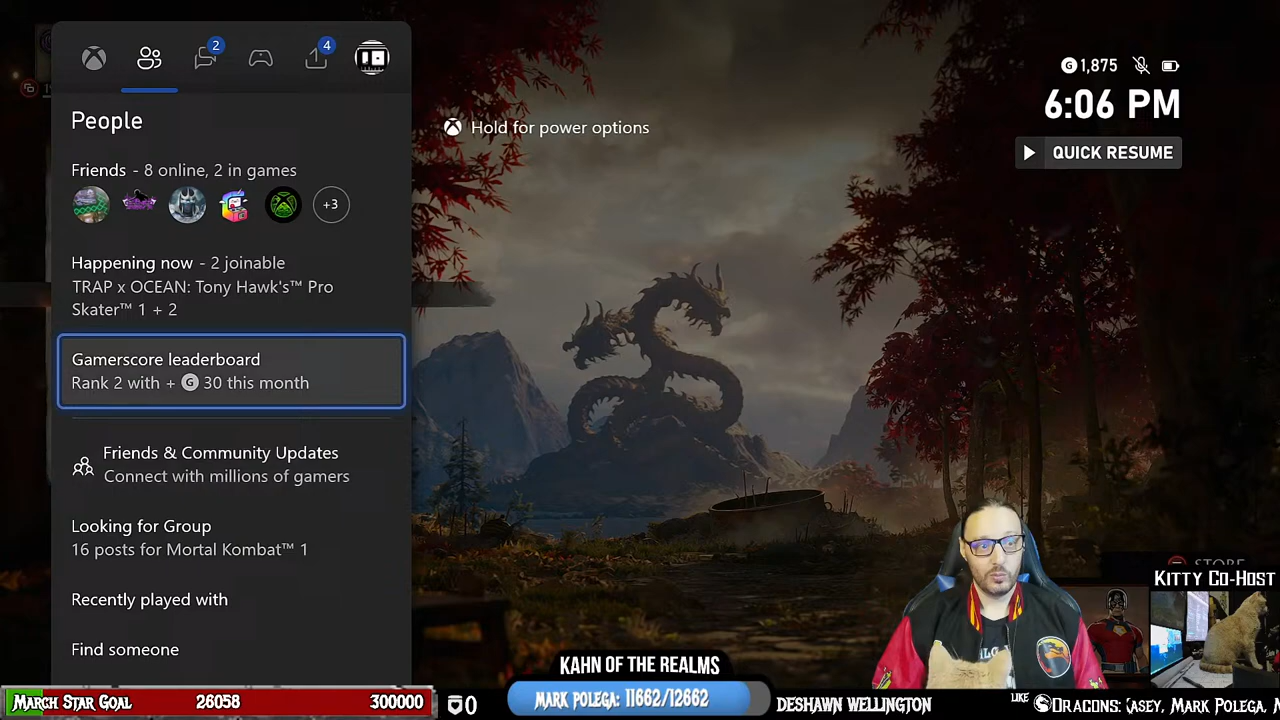 2
4
People
Friends - 8 online, 2 in games
+3
Happening now - 2 joinable
TRAP x OCEAN: Tony Hawk's™ Pro
Skater™ 1 + 2
Gamerscore leaderboard
Rank 2 with + G 30 this month
Friends & Community Updates
Connect with millions of gamers
Looking for Group
16 posts for Mortal Kombat™ 1
Recently played with
Find someone
Hold for power options
G 1,875
6:06 PM
QUICK RESUME
STORE
KITTY CO-HOST
KAHN OF THE REALMS
MARCH STAR GOAL 26058 300000
0
MARK POLEGA: 11662/12662
DESHAWN WELLINGTON
LIKE
DRAGONS: CASEY, MARK POLEGA,